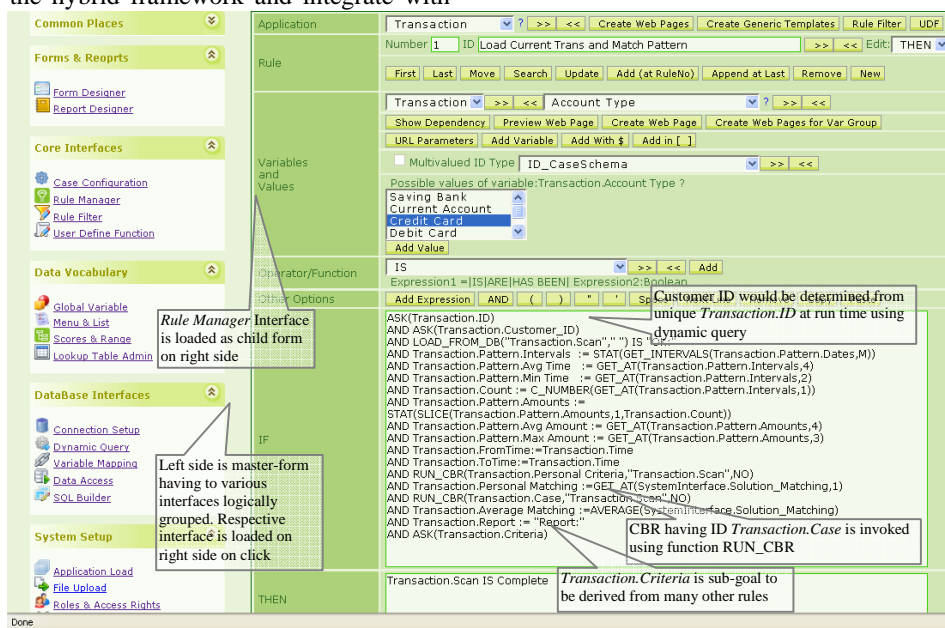 the hybrid framework and integrate with
Common Places
Forms & Reoprts
Form Designer
Report Designer
Core Interfaces
Case Configuration
Rule Manager
Rule Filter
User Define Function
Data Vocabulary
Global Variable
Menu & List
Scores & Range
Lookup Table Admin
DataBase Interfaces
Connection Setup
Dynamic Query
Variable Mapping
Data Access
SQL Builder
System Setup
Application Load
File Upload
Roles & Access Rights
Done
Rule Manager Interface
is loaded as child form
on right side
Left side is master-form
having to various
interfaces logically
grouped. Respective
interface is loaded on
right side on click
Application
Transaction ? >> << Create Web Pages Create Generic Templates Rule Filter UDF
Rule
Number 1 ID Load Current Trans and Match Pattern >> << Edit: THEN
First Last Move Search Update Add (at RuleNo) Append at Last Remove New
Variables
and
Values
Transaction >> << Account Type ? >> <<
Show Dependency Preview Web Page Create Web Page Create Web Pages for Var Group
URL Parameters Add Variable Add With $ Add in [ ]
Multivalued ID Type ID_CaseSchema >> <<
Possible values of variable:Transaction.Account Type ?
Saving Bank
Current Account
Credit Card
Debit Card
Add Value
Operator/Function
IS >> << Add
Expression1 =|IS|ARE|HAS BEEN| Expression2:Boolean
Other Options
Add Expression AND ( ) " '
Customer ID would be determined from
unique Transaction.ID at run time using
dynamic query
IF
ASK(Transaction.ID)
AND ASK(Transaction.Customer_ID)
AND LOAD_FROM_DB("Transaction.Scan"," ") IS "OK:"
AND Transaction.Pattern.Intervals := STAT(GET_INTERVALS(Transaction.Pattern.Dates,M))
AND Transaction.Pattern.Avg Time := GET_AT(Transaction.Pattern.Intervals,4)
AND Transaction.Pattern.Min Time := GET_AT(Transaction.Pattern.Intervals,2)
AND Transaction.Count := C_NUMBER(GET_AT(Transaction.Pattern.Intervals,1))
AND Transaction.Pattern.Amounts :=
STAT(SLICE(Transaction.Pattern.Amounts,1,Transaction.Count))
AND Transaction.Pattern.Avg Amount := GET_AT(Transaction.Pattern.Amounts,4)
AND Transaction.Pattern.Max Amount := GET_AT(Transaction.Pattern.Amounts,3)
AND Transaction.FromTime:=Transaction.Time
AND Transaction.ToTime:=Transaction.Time
AND RUN_CBR(Transaction.Personal Criteria,"Transaction.Scan",NO)
AND Transaction.Personal Matching :=GET_AT(SystemInterface.Solution_Matching,1)
AND RUN_CBR(Transaction.Case,"Transaction.Scan",NO)
AND Transaction.Average Matching :=AVERAGE(SystemInterface.Solution_Matching)
AND Transaction.Report := "Report:"
AND ASK(Transaction.Criteria)
CBR having ID Transaction.Case is invoked
using function RUN_CBR
THEN
Transaction.Scan IS Complete
Transaction.Criteria is sub-goal to
be derived from many other rules